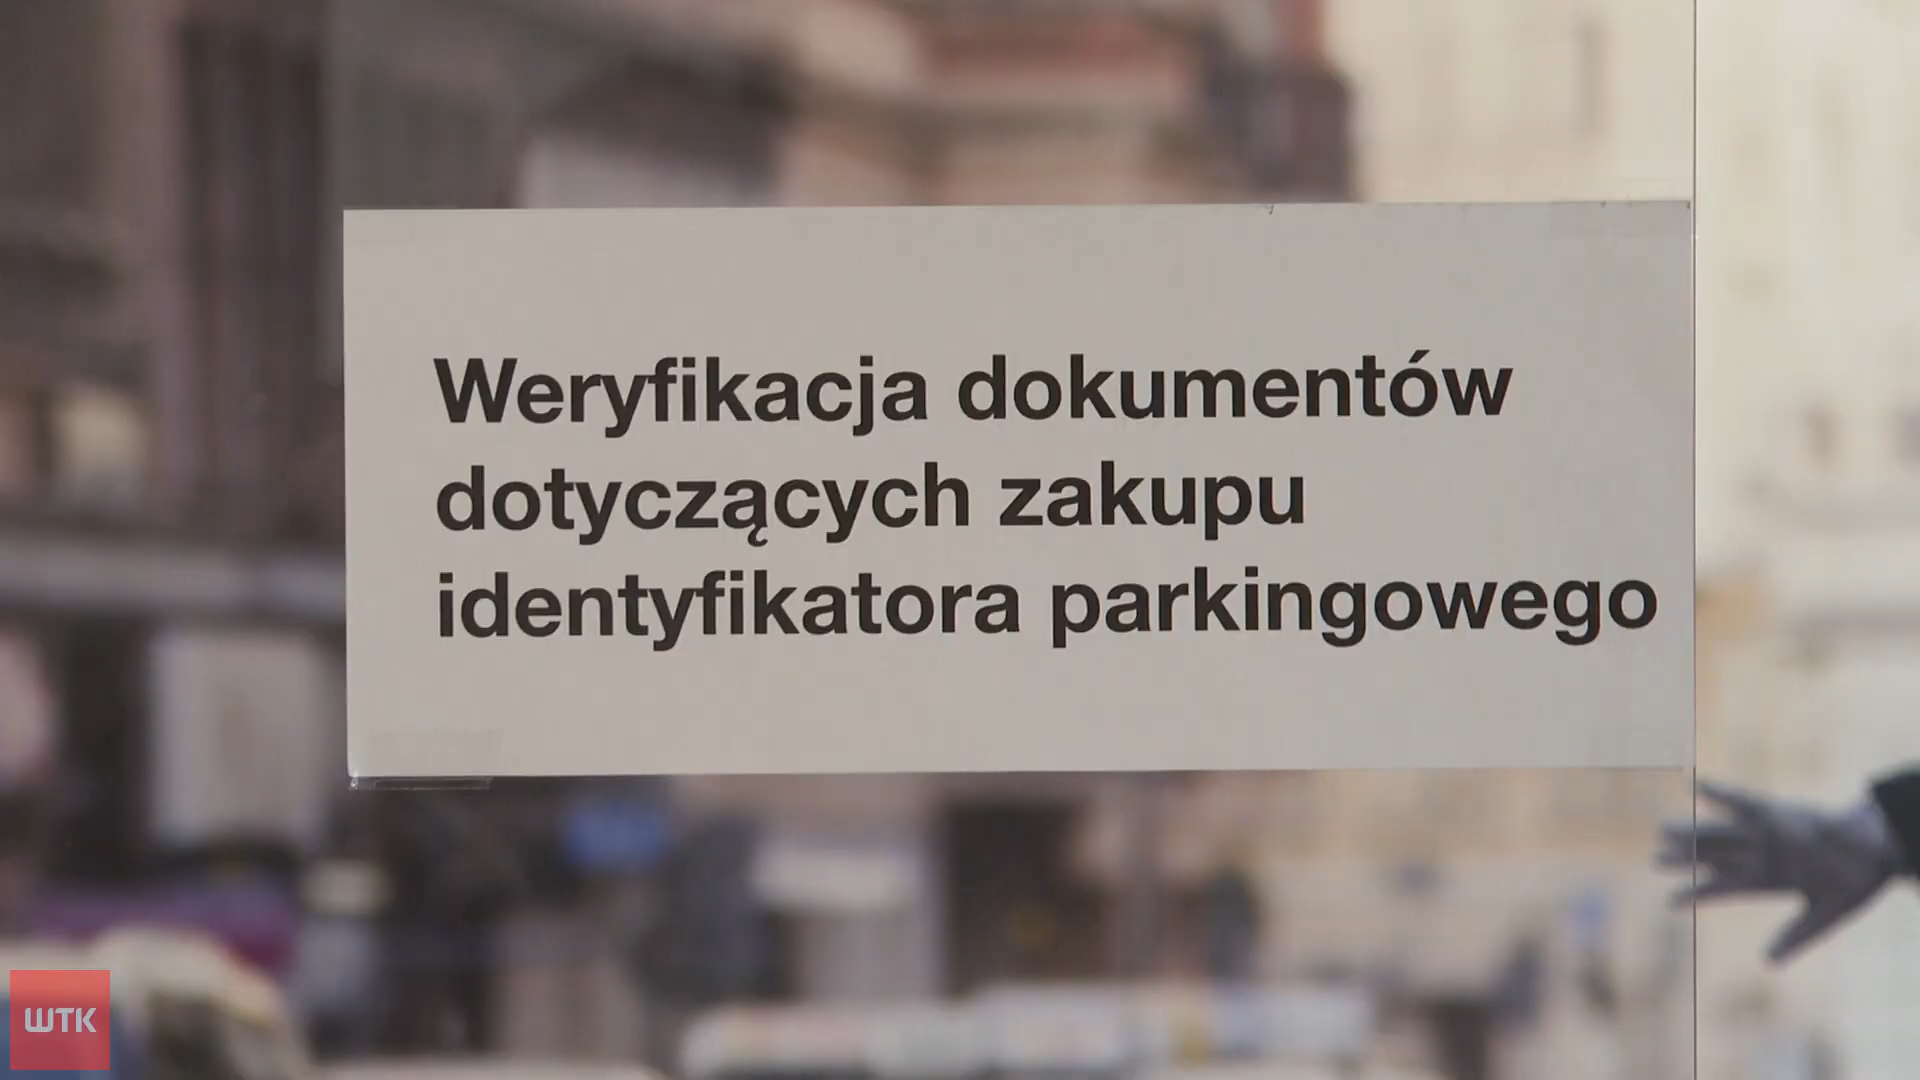 Weryfikacja dokumentów
dotyczących zakupu
identyfikatora parkingowego
WTK